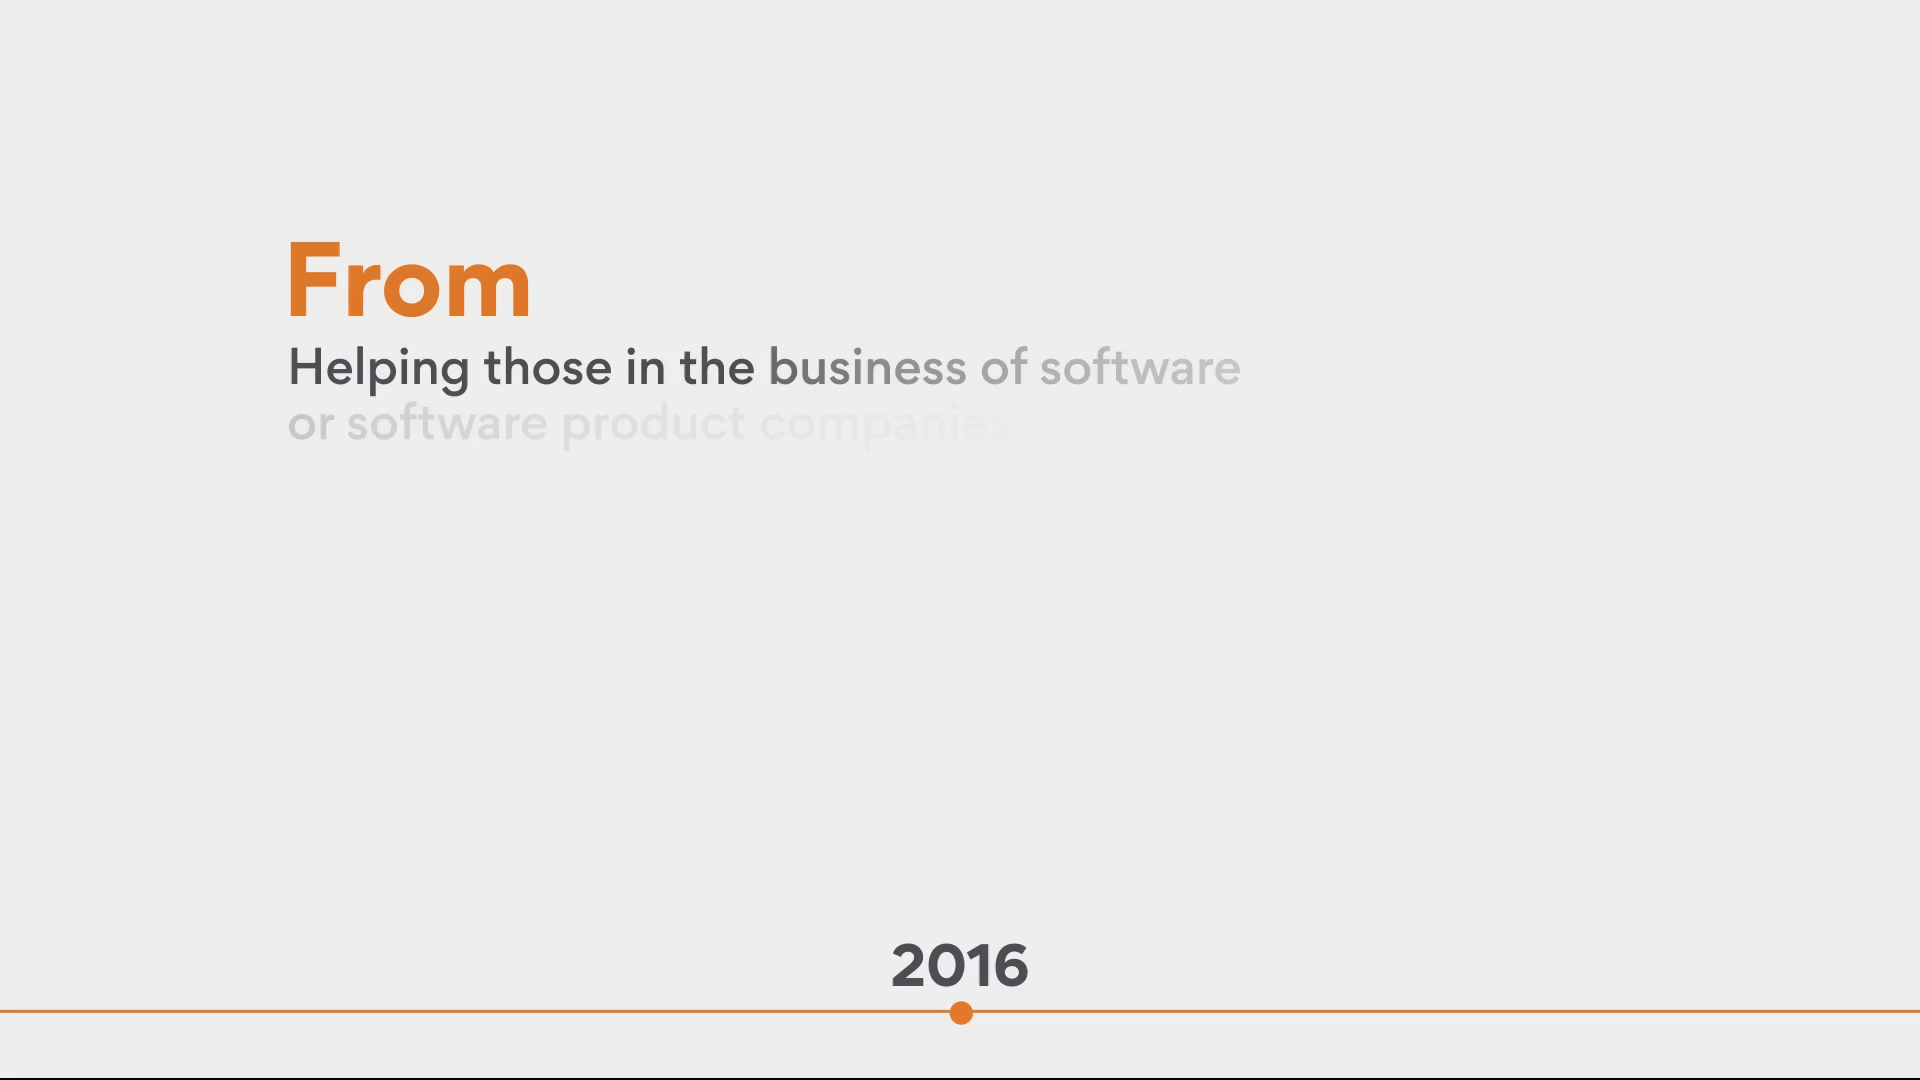 From
Helping those in the business of software
or software product companies
2016